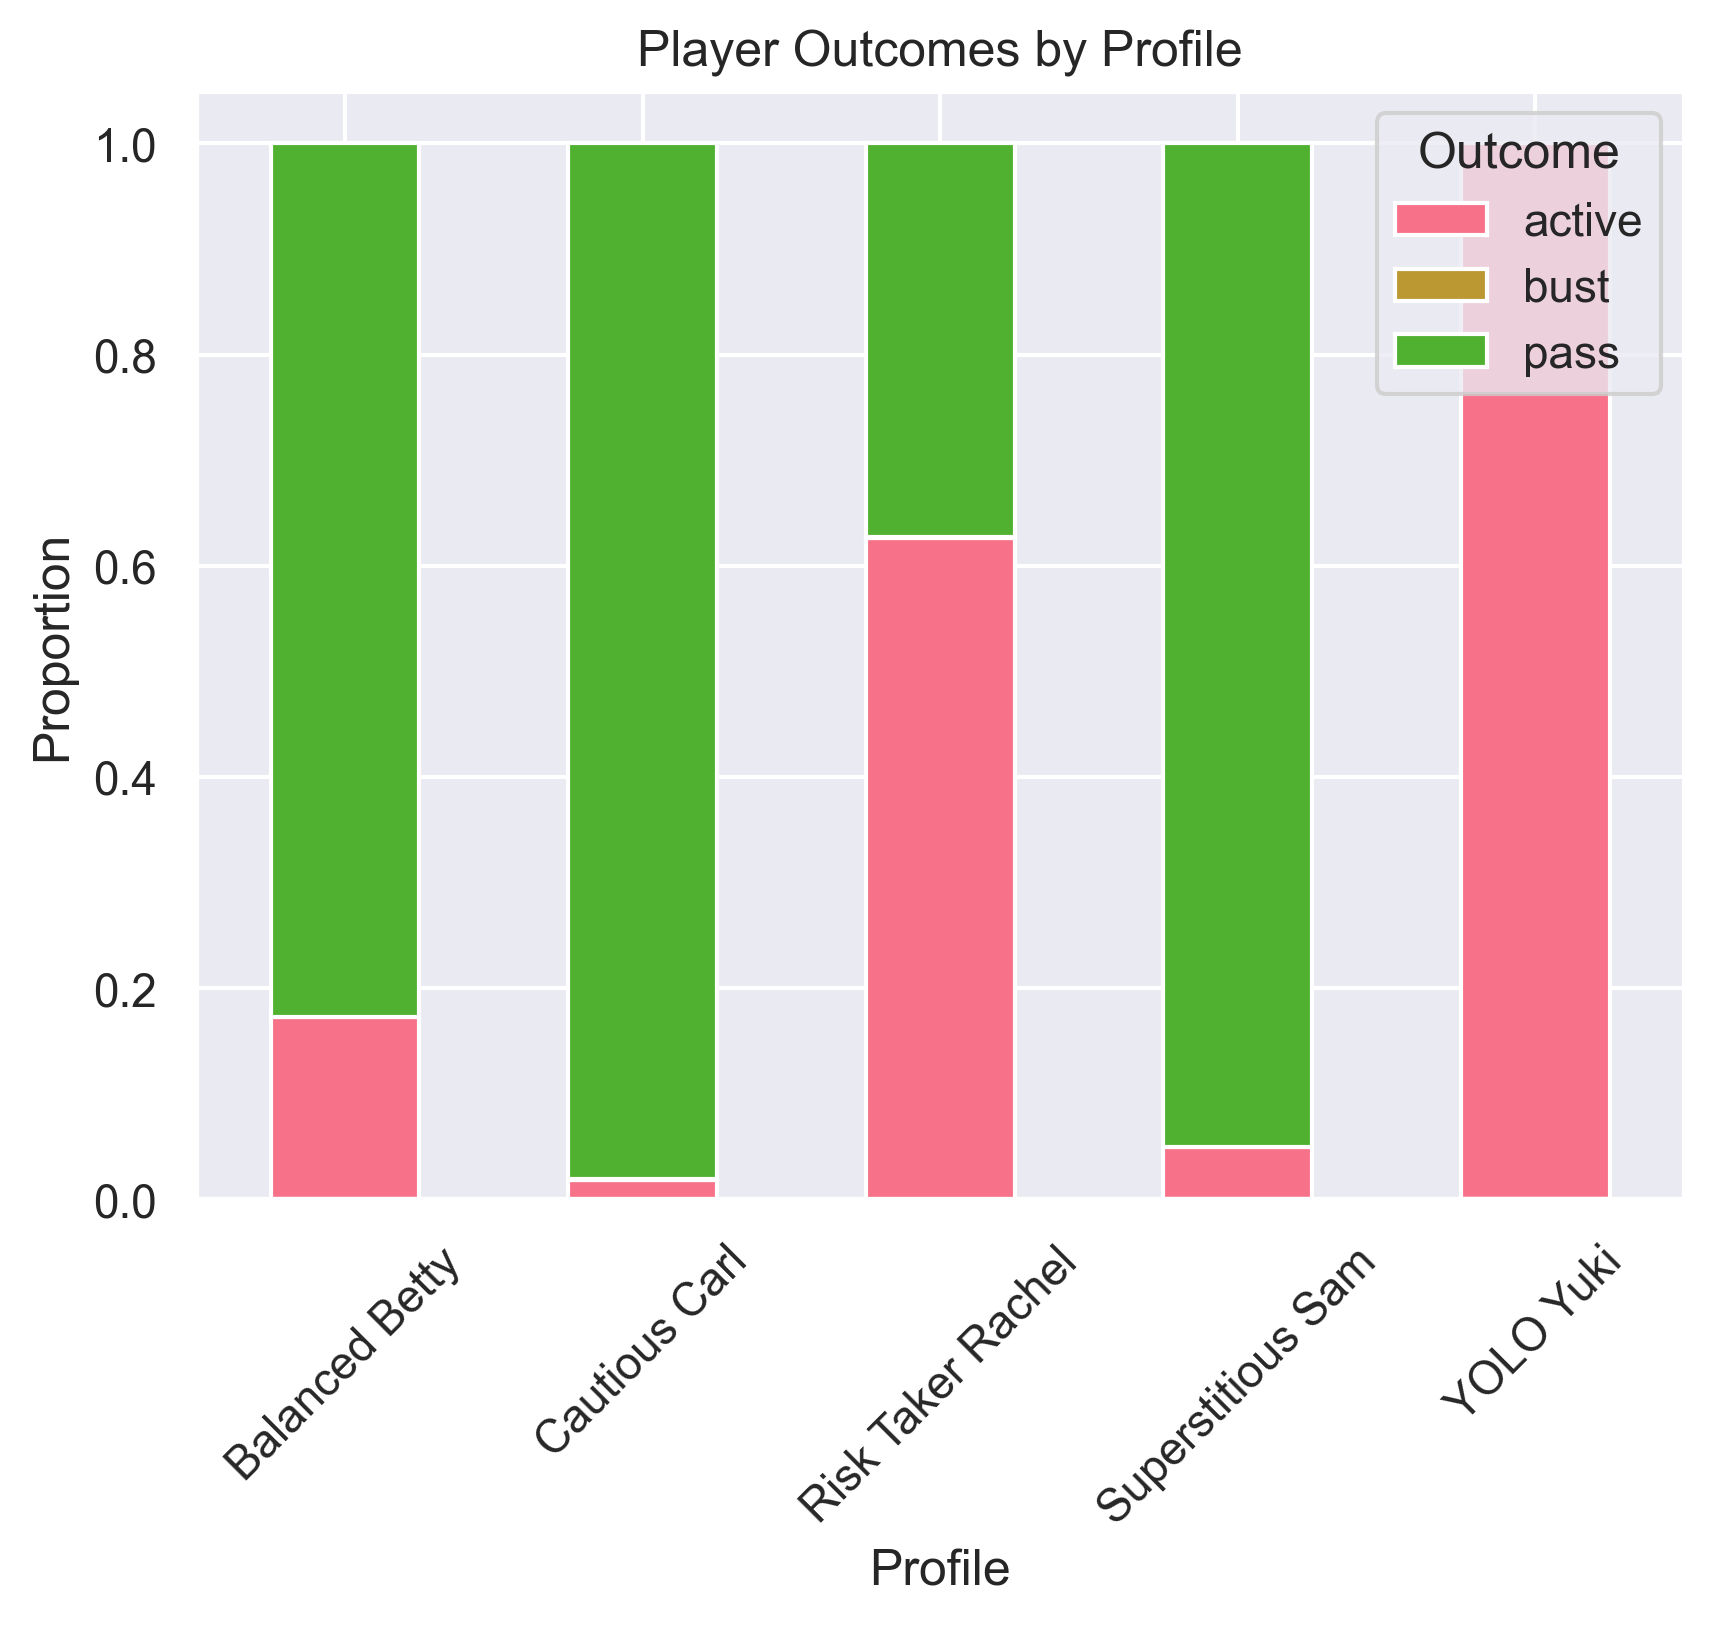 Player Outcomes by Profile
Outcome
active
bust
pass
1.0
0.8
0.6
0.4
0.2
0.0
Proportion
Balanced Betty
Cautious Carl
Risk Taker Rachel
Superstitious Sam
YOLO Yuki
Profile